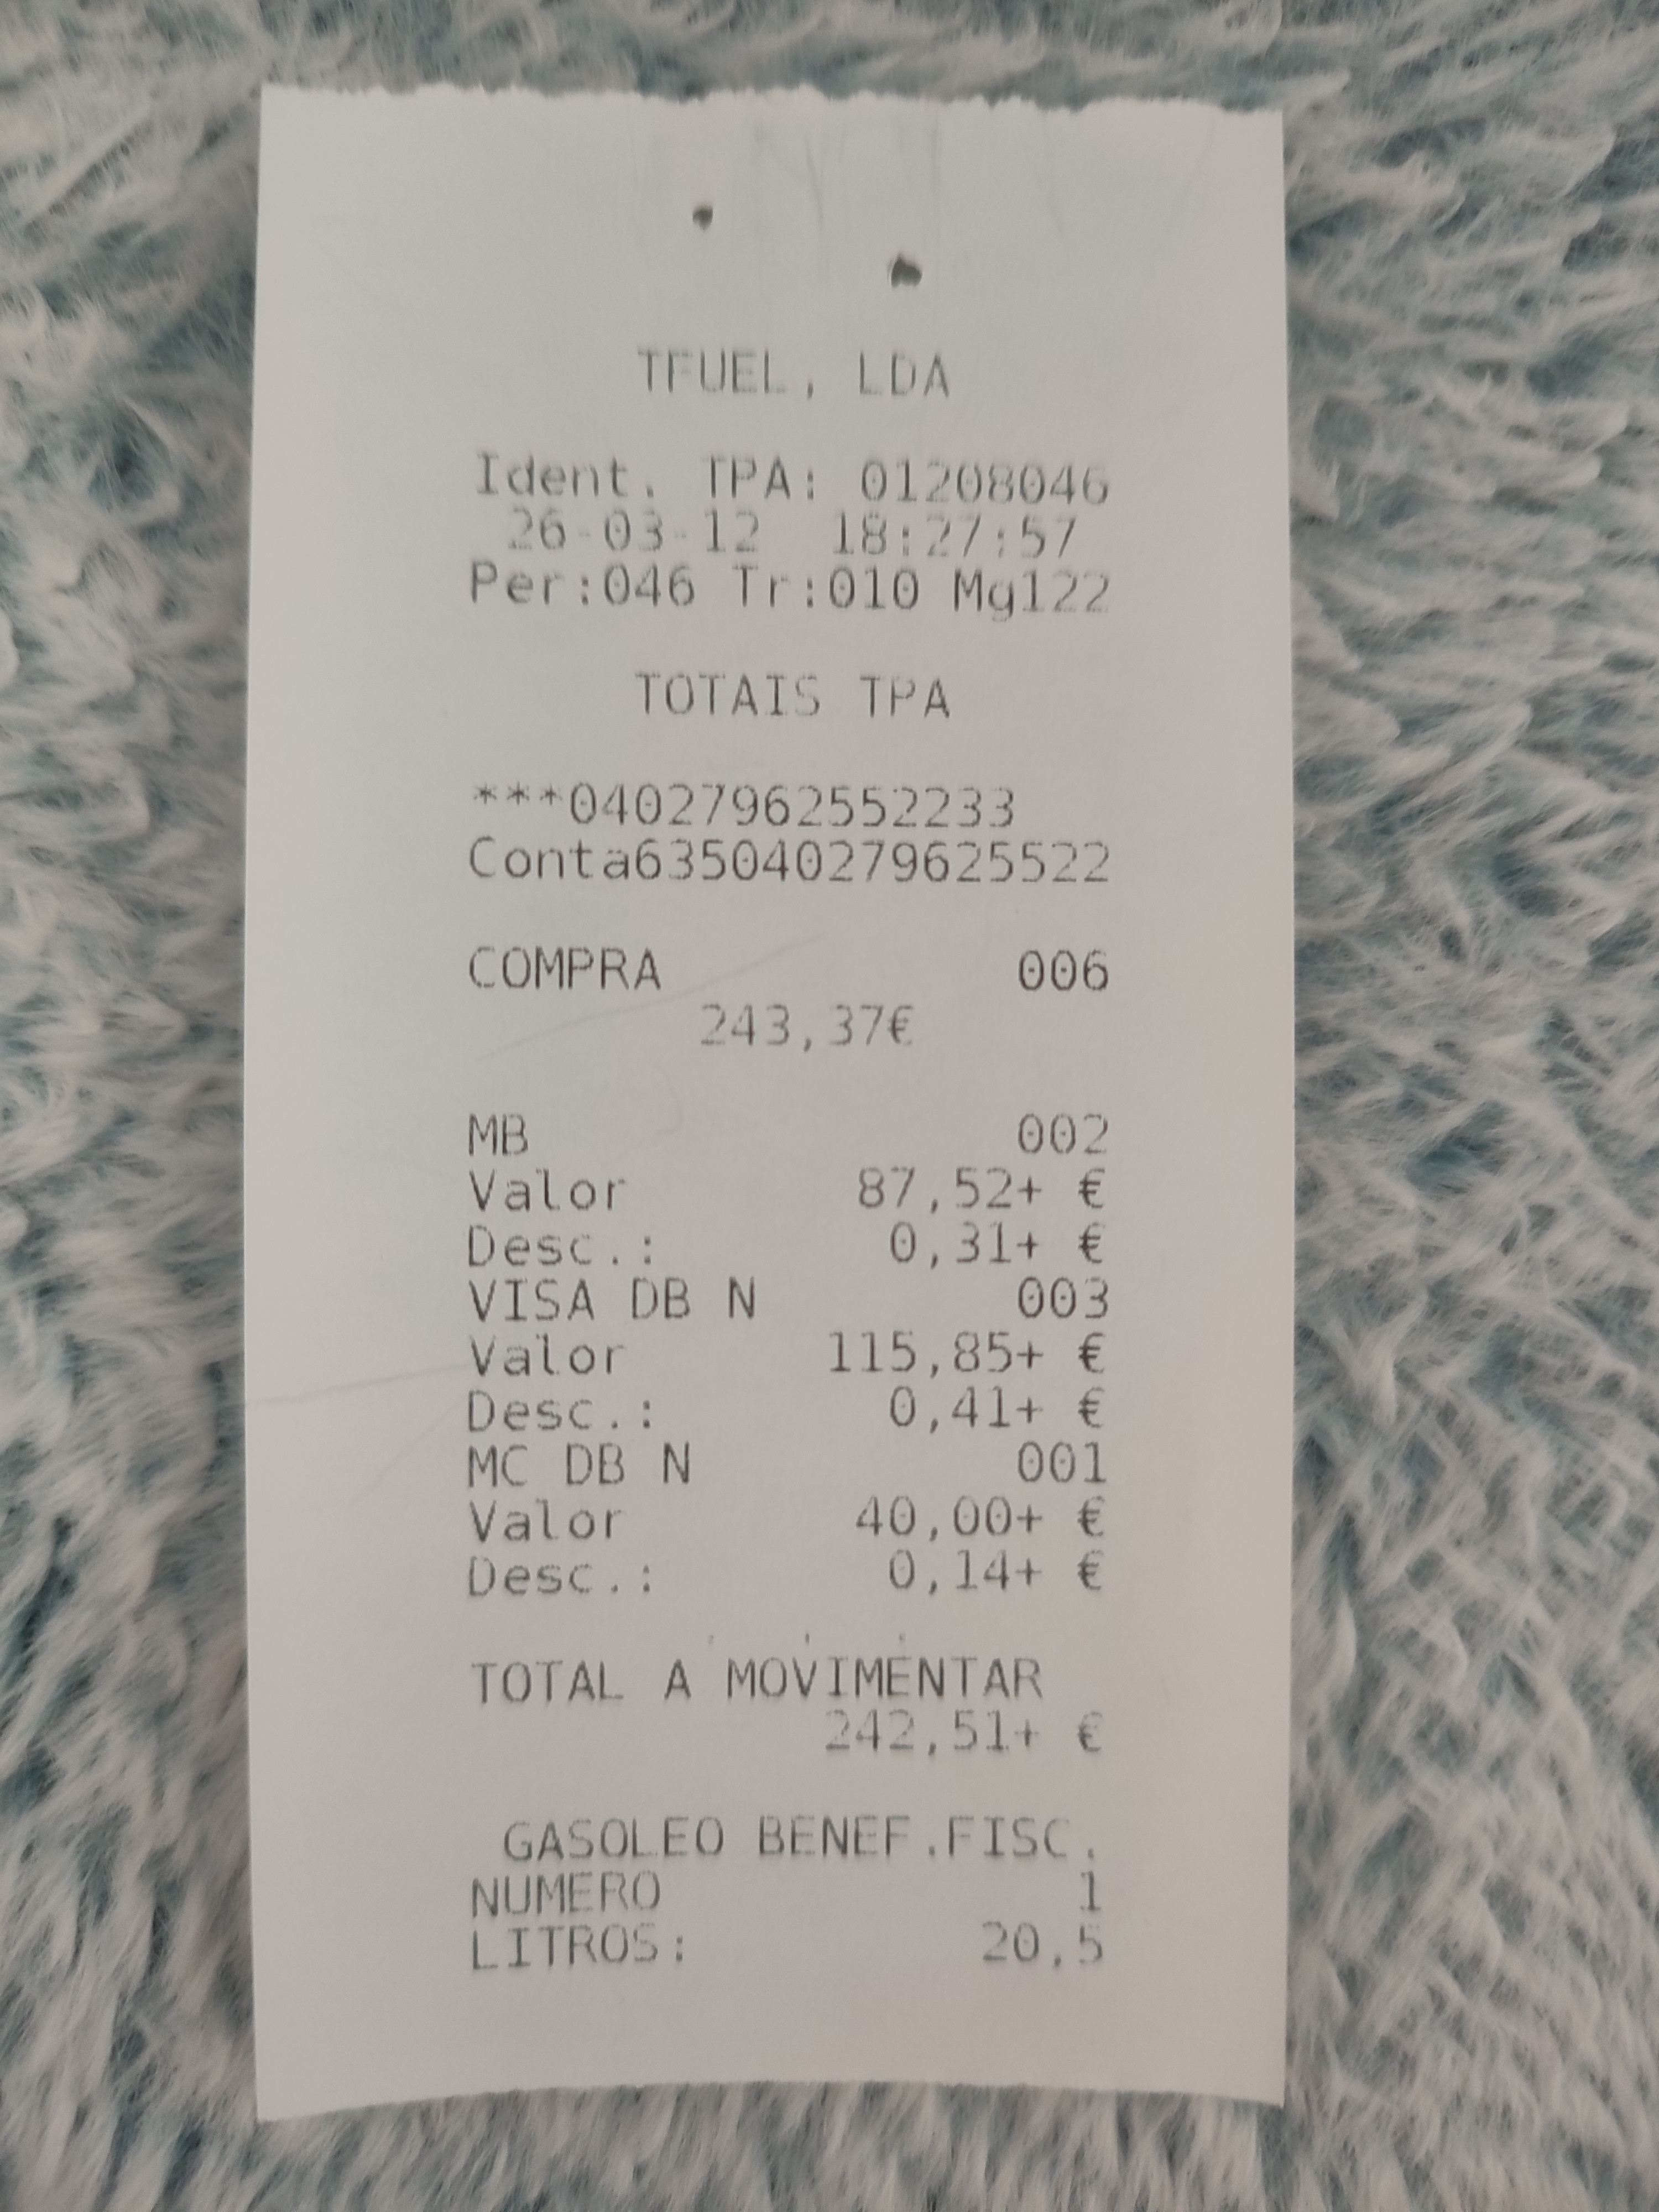 TFUEL, LDA
Ident. TPA: 01208046
26-03-12 18:27:57
Per:046 Tr:010 Mg122
TOTAIS TPA
***04027962552233
Conta635040279625522
COMPRA 006
243,37€
MB 002
Valor 87,52+ €
Desc.: 0,31+ €
VISA DB N 003
Valor 115,85+ €
Desc.: 0,41+ €
MC DB N 001
Valor 40,00+ €
Desc.: 0,14+ €
TOTAL A MOVIMENTAR
242,51+ €
GASOLEO BENEF.FISC.
NUMERO 1
LITROS: 20,5